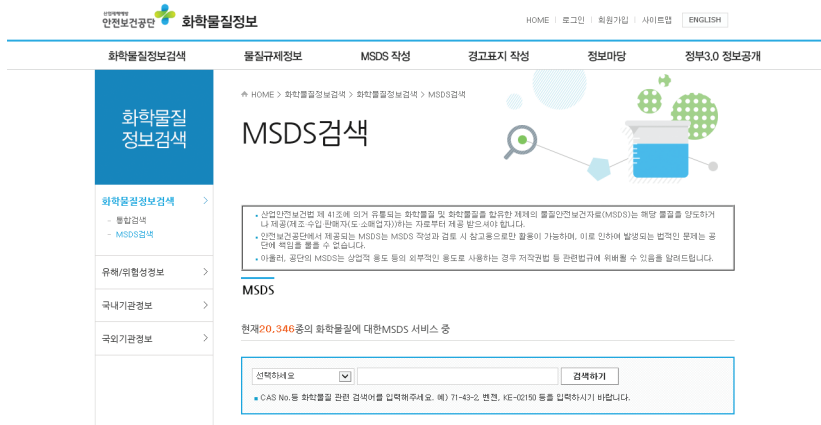 산업재해예방
안전보건공단 화학물질정보
HOME 로그인 회원가입 사이트맵 ENGLISH
화학물질정보검색 물질규제정보 MSDS 작성 경고표지 작성 정보마당 정부3.0 정보공개
화학물질
정보검색
HOME > 화학물질정보검색 > 화학물질정보검색 > MSDS검색
MSDS검색
화학물질정보검색 >
- 통합검색
- MSDS검색
유해/위험성정보 >
국내기관정보 >
국외기관정보 >
• 산업안전보건법 제 41조에 의거 유통되는 화학물질 및 화학물질을 함유한 제제의 물질안전보건자료(MSDS)는 해당 물질을 양도하거
나 제공(제조·수입·판매자(도·소매업자))하는 자로부터 제공 받으셔야 합니다.
• 안전보건공단에서 제공되는 MSDS는 MSDS 작성과 검토 시 참고용으로만 활용이 가능하며, 이로 인하여 발생되는 법적인 문제는 공
단에 책임을 물을 수 없습니다.
• 아울러, 공단의 MSDS는 상업적 용도 등의 외부적인 용도로 사용하는 경우 저작권법 등 관련법규에 위배될 수 있음을 알려드립니다.
MSDS
현재20,346종의 화학물질에 대한MSDS 서비스 중
선택하세요 검색하기
• CAS No.등 화학물질 관련 검색어를 입력해주세요. 예) 71-43-2, 벤젠, KE-02150 등을 입력하시기 바랍니다.